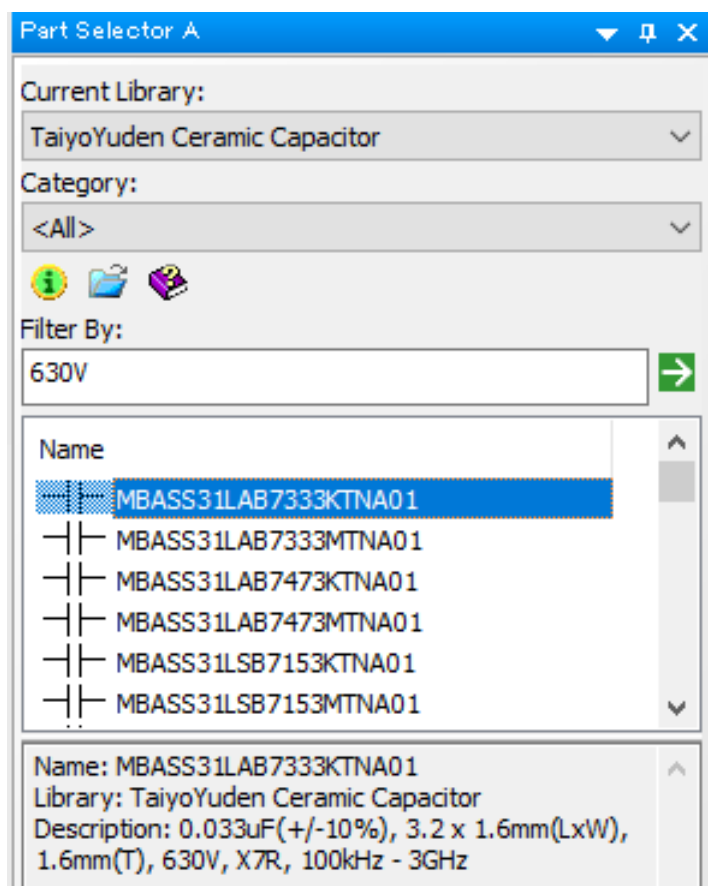 Part Selector A
Current Library:
TaiyoYuden Ceramic Capacitor
Category:
<All>
Filter By:
630V
Name
MBASS31LAB7333KTNA01
MBASS31LAB7333MTNA01
MBASS31LAB7473KTNA01
MBASS31LAB7473MTNA01
MBASS31LSB7153KTNA01
MBASS31LSB7153MTNA01
Name: MBASS31LAB7333KTNA01
Library: TaiyoYuden Ceramic Capacitor
Description: 0.033uF(+/-10%), 3.2 x 1.6mm(LxW),
1.6mm(T), 630V, X7R, 100kHz - 3GHz